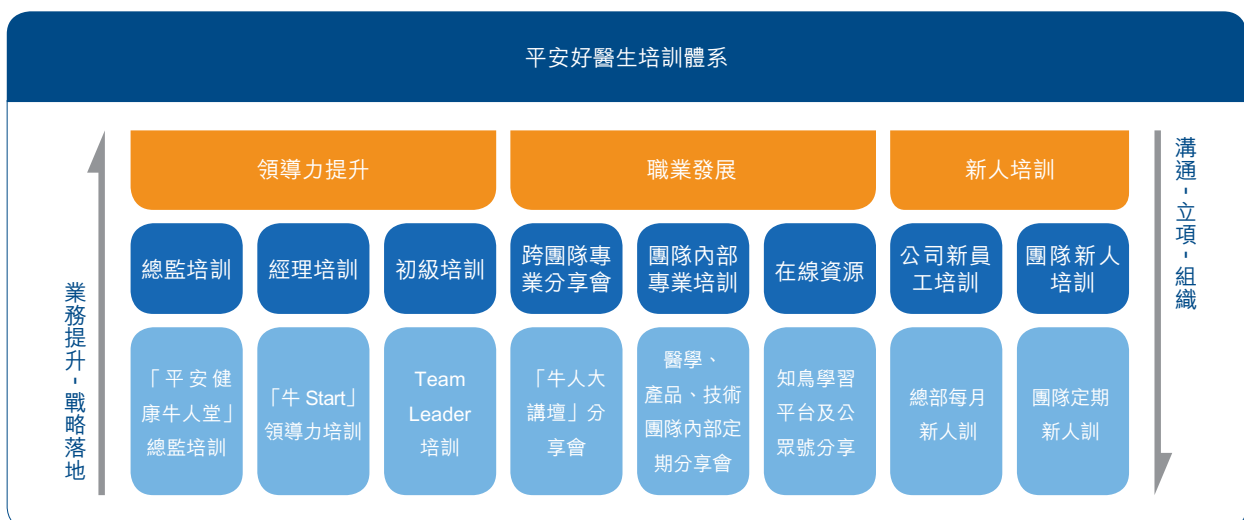 平安好醫生培訓體系
領導力提升
職業發展
新人培訓
總監培訓
經理培訓
初級培訓
跨團隊專
業分享會
團隊內部
專業培訓
在線資源
公司新員
工培訓
團隊新人
培訓
「平安健
康牛人堂」
總監培訓
「牛 Start」
領導力培訓
Team
Leader
培訓
「牛人大
講壇」分
享會
醫學、
產品、技術
團隊內部定
期分享會
知鳥學習
平台及公
眾號分享
總部每月
新人訓
團隊定期
新人訓
業務提升-戰略落地
溝通-立項-組織